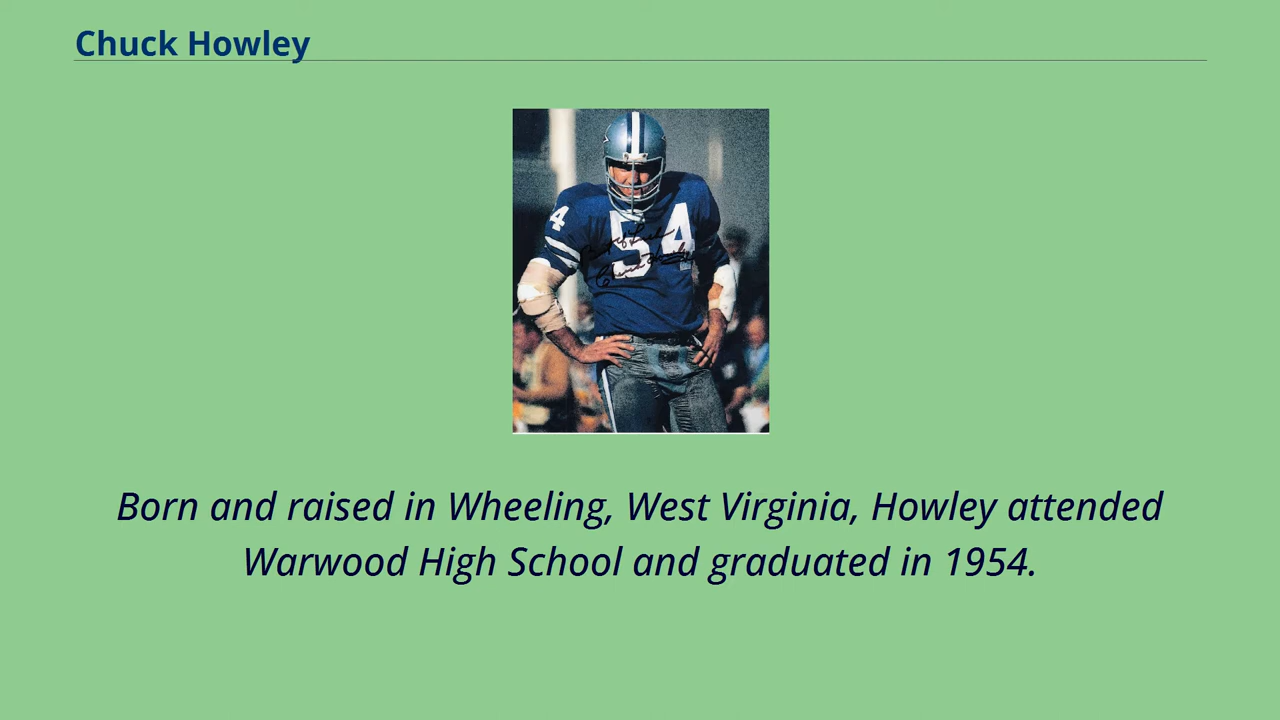 Chuck Howley
4
54
Born and raised in Wheeling, West Virginia, Howley attended
Warwood High School and graduated in 1954.